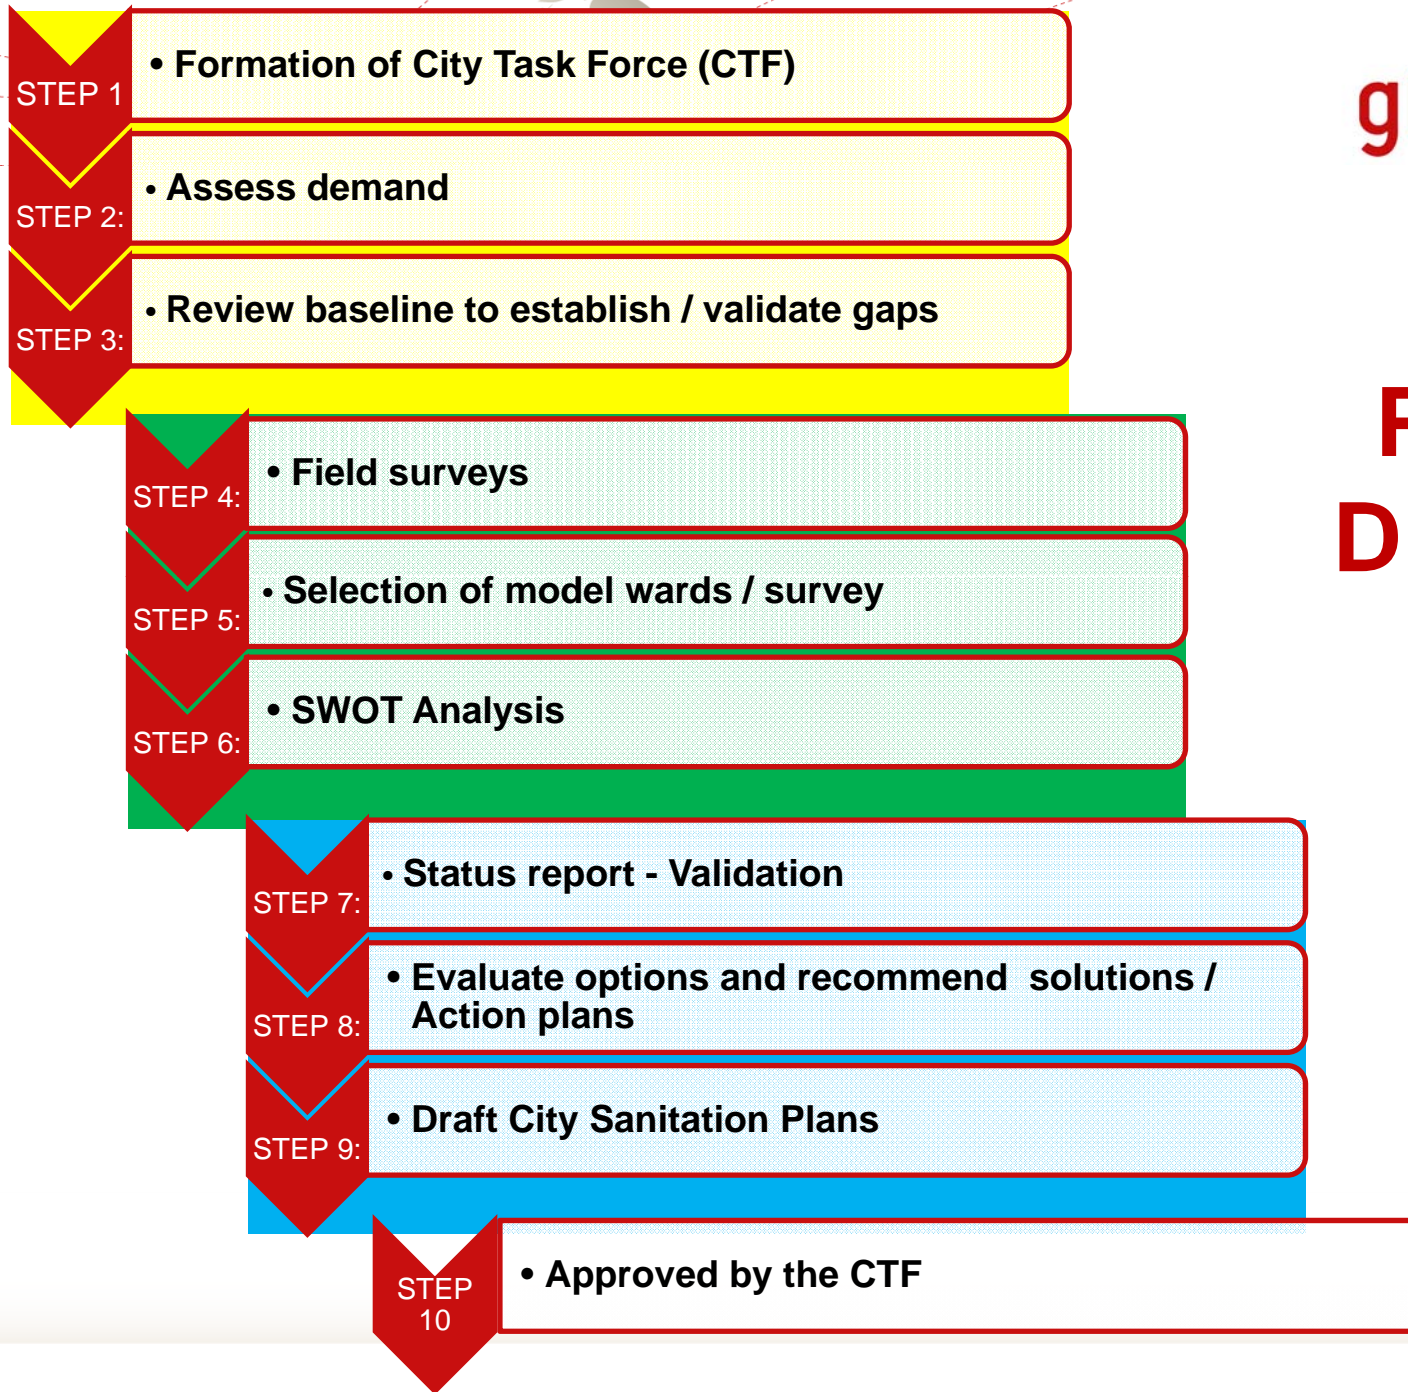 STEP 1
• Formation of City Task Force (CTF)
g
STEP 2:
• Assess demand
STEP 3:
• Review baseline to establish / validate gaps
STEP 4:
• Field surveys
D
STEP 5:
• Selection of model wards / survey
STEP 6:
• SWOT Analysis
STEP 7:
• Status report - Validation
STEP 8:
• Evaluate options and recommend  solutions /
Action plans
STEP 9:
• Draft City Sanitation Plans
STEP
10
• Approved by the CTF